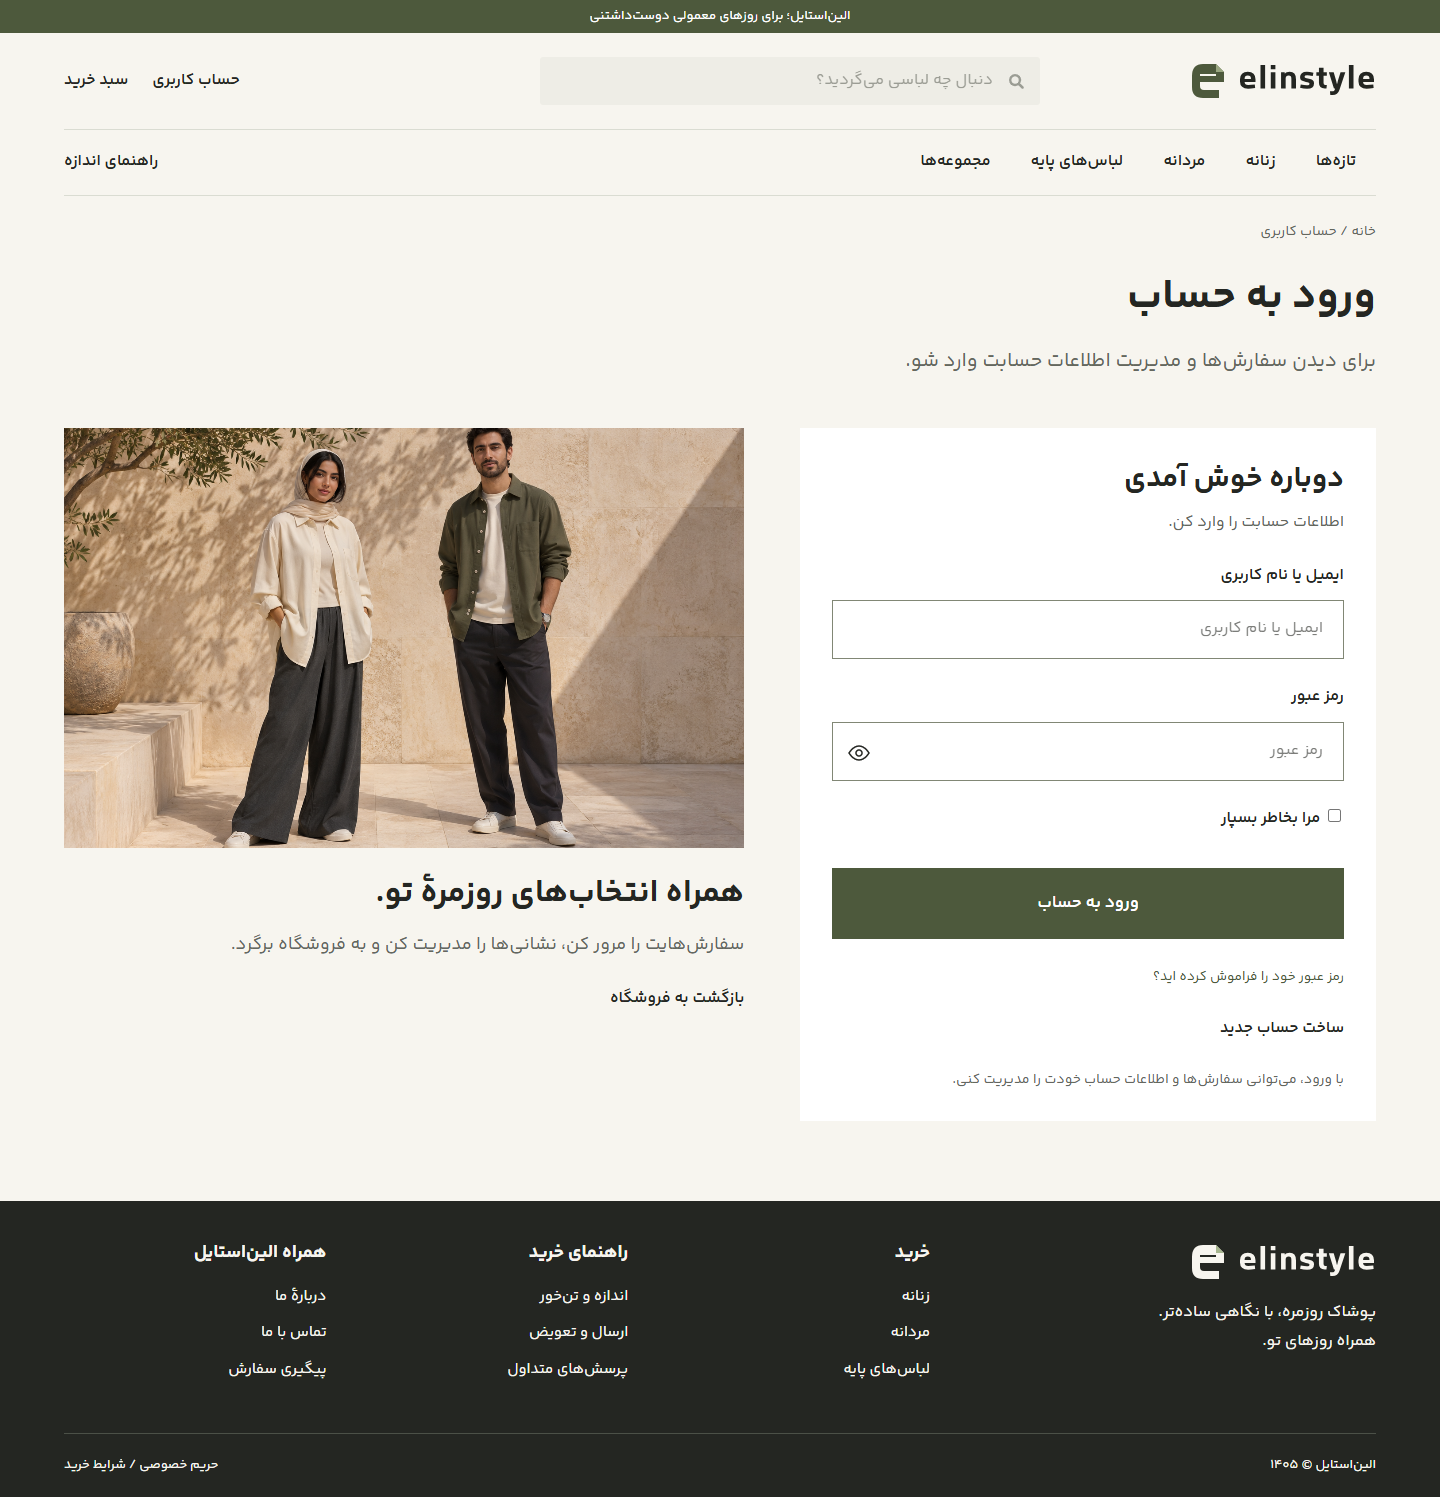 الین‌استایل؛ برای روزهای معمولی دوست‌داشتنی
elinstyle
دنبال چه لباسی می‌گردید؟
حساب کاربری
سبد خرید
تازه‌ها
زنانه
مردانه
لباس‌های پایه
مجموعه‌ها
راهنمای اندازه
خانه / حساب کاربری
ورود به حساب
برای دیدن سفارش‌ها و مدیریت اطلاعات حسابت وارد شو.
دوباره خوش آمدی
اطلاعات حسابت را وارد کن.
ایمیل یا نام کاربری
ایمیل یا نام کاربری
رمز عبور
رمز عبور
مرا بخاطر بسپار
ورود به حساب
رمز عبور خود را فراموش کرده اید؟
ساخت حساب جدید
با ورود، می‌توانی سفارش‌ها و اطلاعات حساب خودت را مدیریت کنی.
همراه انتخاب‌های روزمرهٔ تو.
سفارش‌هایت را مرور کن، نشانی‌ها را مدیریت کن و به فروشگاه برگرد.
بازگشت به فروشگاه
elinstyle
پوشاک روزمره، با نگاهی ساده‌تر.
همراه روزهای تو.
خرید
زنانه
مردانه
لباس‌های پایه
راهنمای خرید
اندازه و تن‌خور
ارسال و تعویض
پرسش‌های متداول
همراه الین‌استایل
دربارهٔ ما
تماس با ما
پیگیری سفارش
الین‌استایل © ۱۴۰۵
حریم خصوصی / شرایط خرید